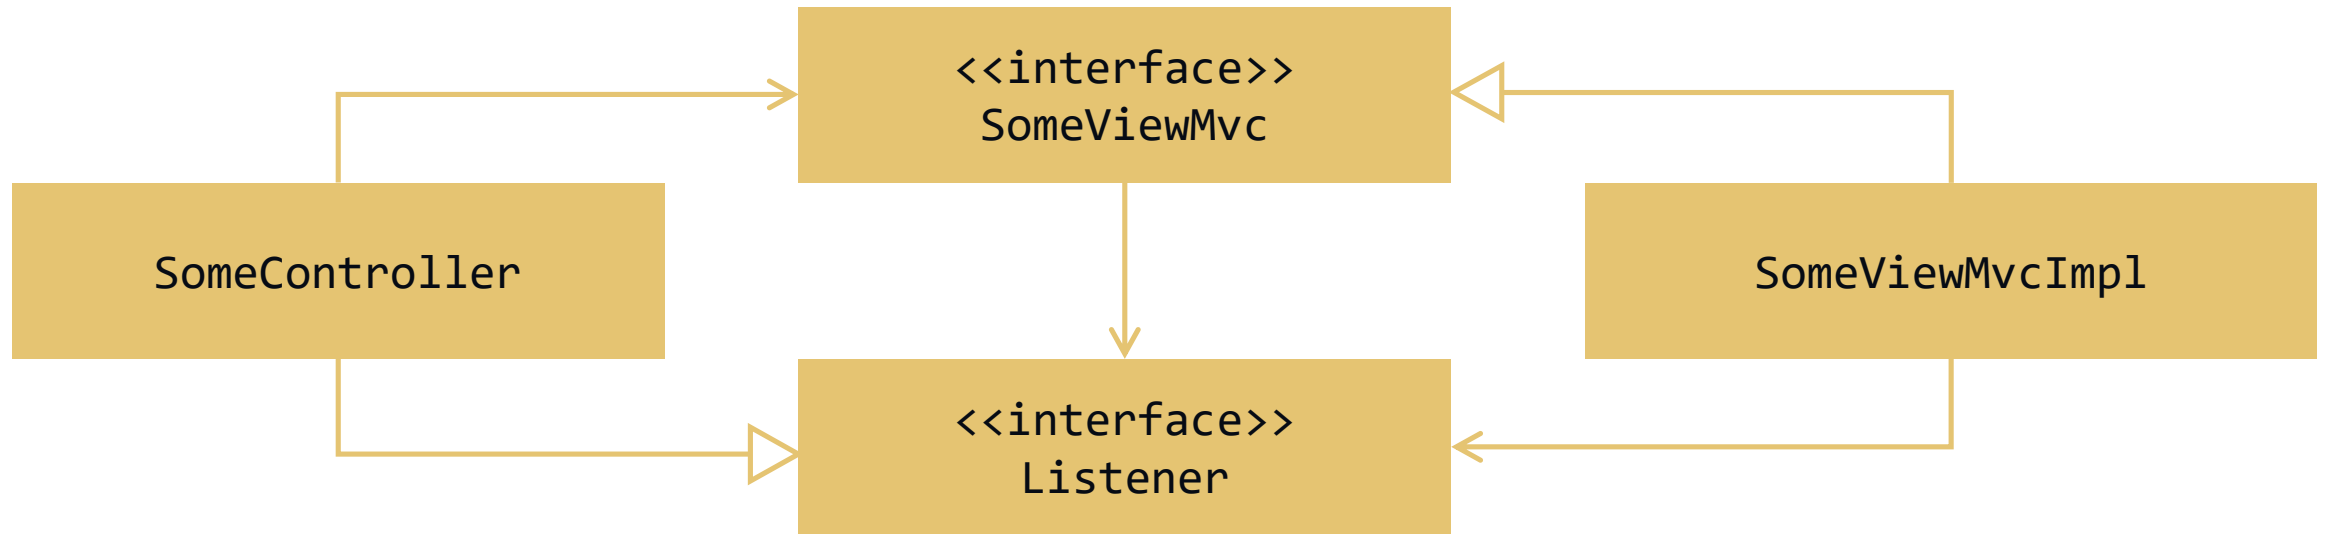 <<interface>>
SomeViewMvc
SomeController
SomeViewMvcImpl
<<interface>>
Listener